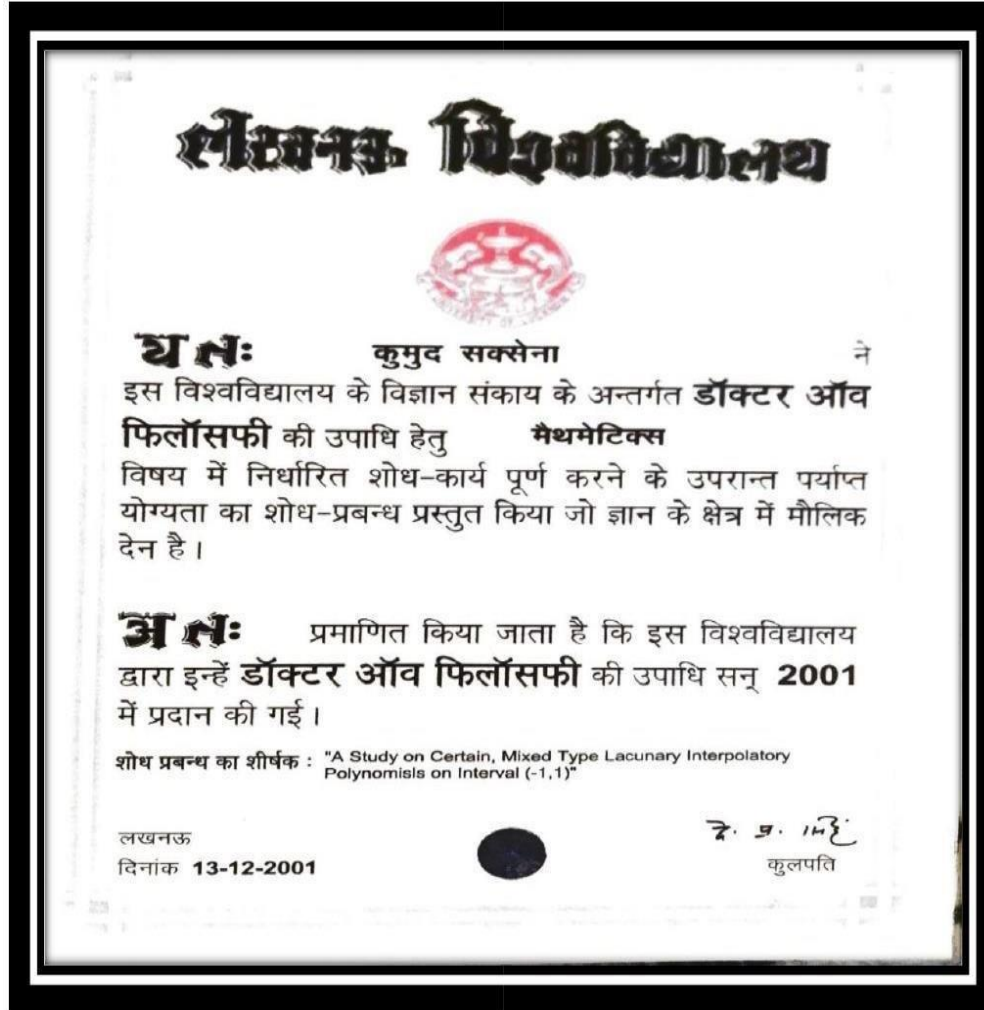 लखनऊ विश्वविद्यालय
यतः कुमुद सक्सेना ने
इस विश्वविद्यालय के विज्ञान संकाय के अन्तर्गत डॉक्टर ऑव
फिलॉसफी की उपाधि हेतु मैथमेटिक्स
विषय में निर्धारित शोध-कार्य पूर्ण करने के उपरान्त पर्याप्त
योग्यता का शोध-प्रबन्ध प्रस्तुत किया जो ज्ञान के क्षेत्र में मौलिक
देन है।
अतः प्रमाणित किया जाता है कि इस विश्वविद्यालय
द्वारा इन्हें डॉक्टर ऑव फिलॉसफी की उपाधि सन् 2001
में प्रदान की गई।
शोध प्रबन्ध का शीर्षक : "A Study on Certain, Mixed Type Lacunary Interpolatory
Polynomisls on Interval (-1,1)"
लखनऊ
दिनांक 13-12-2001
कुलपति